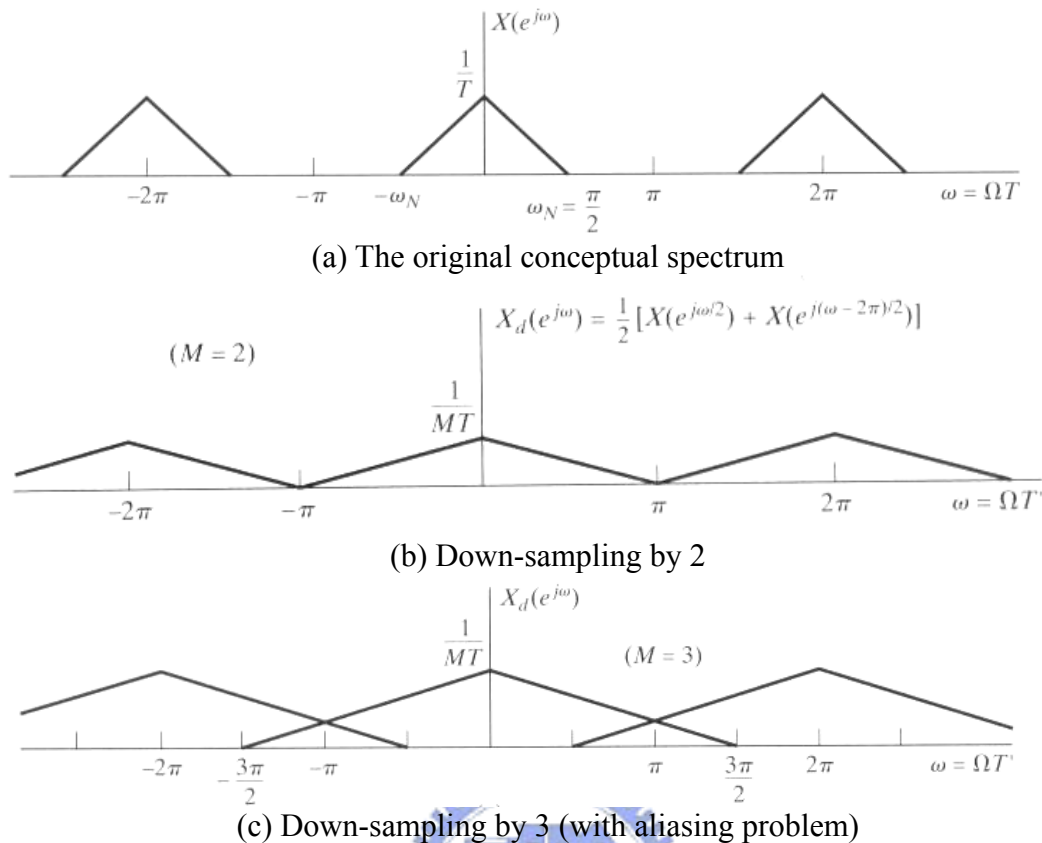 X(e^{jω})
1/T
−2π −π −ω_N ω_N = π/2 π 2π ω = ΩT
(a) The original conceptual spectrum
X_d(e^{jω}) = 1/2 [X(e^{jω/2}) + X(e^{j(ω − 2π)/2})]
(M = 2)
1/MT
−2π −π π 2π ω = ΩT'
(b) Down-sampling by 2
X_d(e^{jω})
1/MT
(M = 3)
−2π −3π/2 −π π 3π/2 2π ω = ΩT'
(c) Down-sampling by 3 (with aliasing problem)